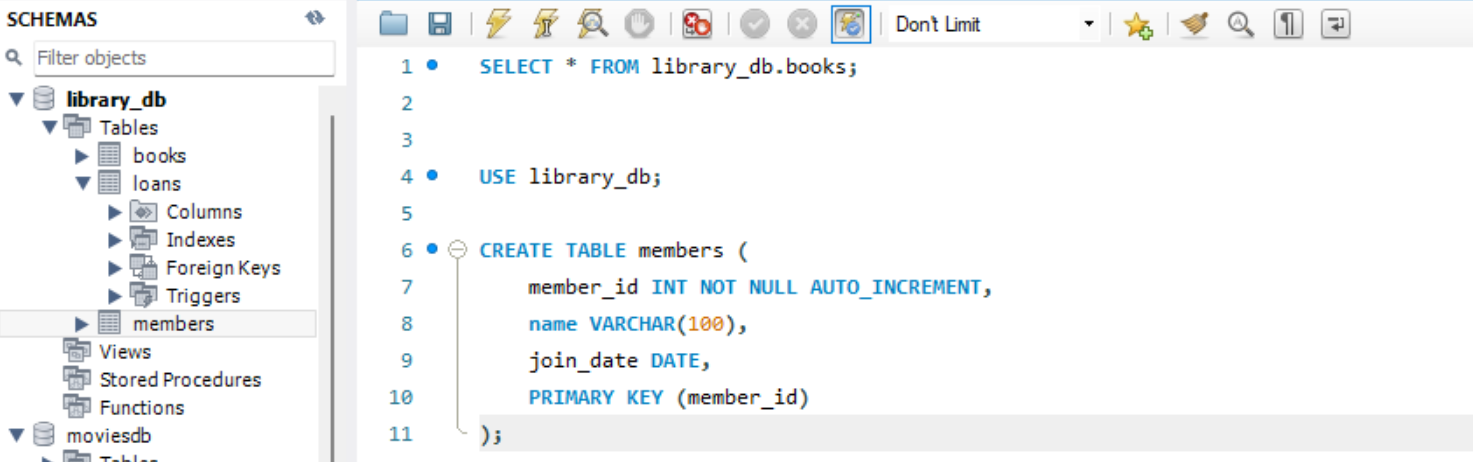 SCHEMAS
Filter objects
library_db
Tables
books
loans
Columns
Indexes
Foreign Keys
Triggers
members
Views
Stored Procedures
Functions
moviesdb
Tables
Don't Limit
1 SELECT * FROM library_db.books;
2
3
4 USE library_db;
5
6 CREATE TABLE members (
7 member_id INT NOT NULL AUTO_INCREMENT,
8 name VARCHAR(100),
9 join_date DATE,
10 PRIMARY KEY (member_id)
11 );